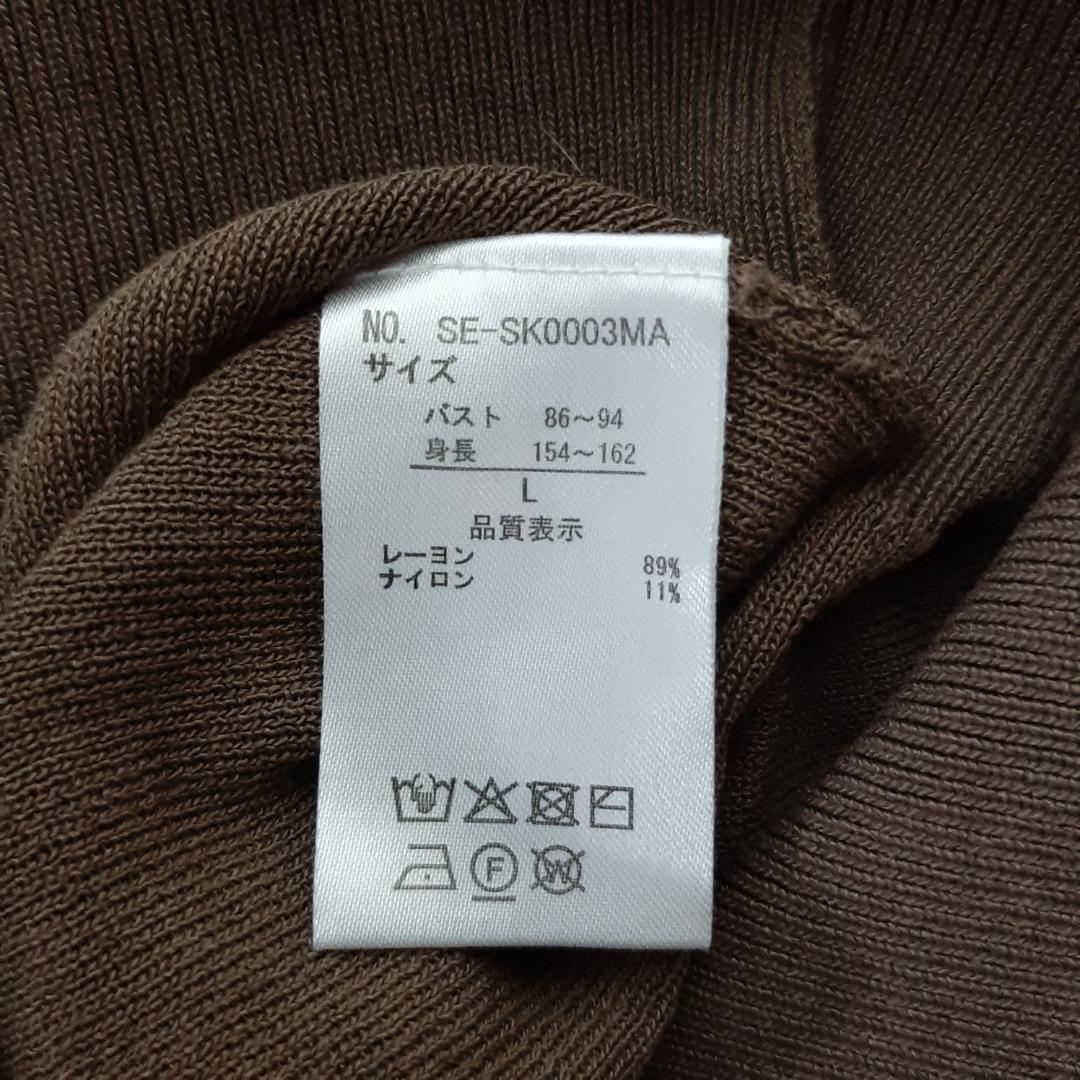 NO. SE-SK0003MA
サイズ
バスト 86～94
身長 154～162
L
品質表示
レーヨン 89%
ナイロン 11%
F
W